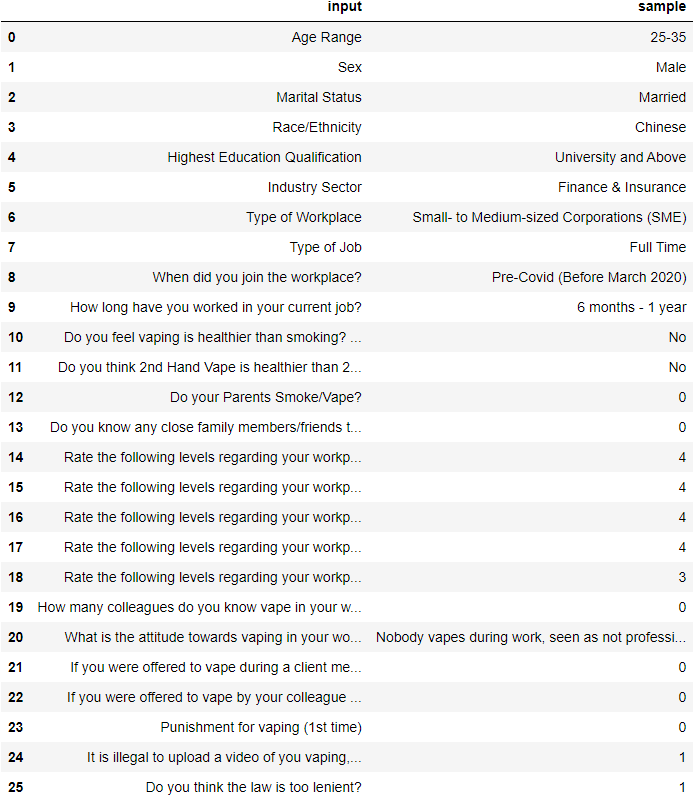 input sample
0 Age Range 25-35
1 Sex Male
2 Marital Status Married
3 Race/Ethnicity Chinese
4 Highest Education Qualification University and Above
5 Industry Sector Finance & Insurance
6 Type of Workplace Small- to Medium-sized Corporations (SME)
7 Type of Job Full Time
8 When did you join the workplace? Pre-Covid (Before March 2020)
9 How long have you worked in your current job? 6 months - 1 year
10 Do you feel vaping is healthier than smoking? ... No
11 Do you think 2nd Hand Vape is healthier than 2... No
12 Do your Parents Smoke/Vape? 0
13 Do you know any close family members/friends t... 0
14 Rate the following levels regarding your workp... 4
15 Rate the following levels regarding your workp... 4
16 Rate the following levels regarding your workp... 4
17 Rate the following levels regarding your workp... 4
18 Rate the following levels regarding your workp... 3
19 How many colleagues do you know vape in your w... 0
20 What is the attitude towards vaping in your wo... Nobody vapes during work, seen as not professi...
21 If you were offered to vape during a client me... 0
22 If you were offered to vape by your colleague ... 0
23 Punishment for vaping (1st time) 0
24 It is illegal to upload a video of you vaping,... 1
25 Do you think the law is too lenient? 1